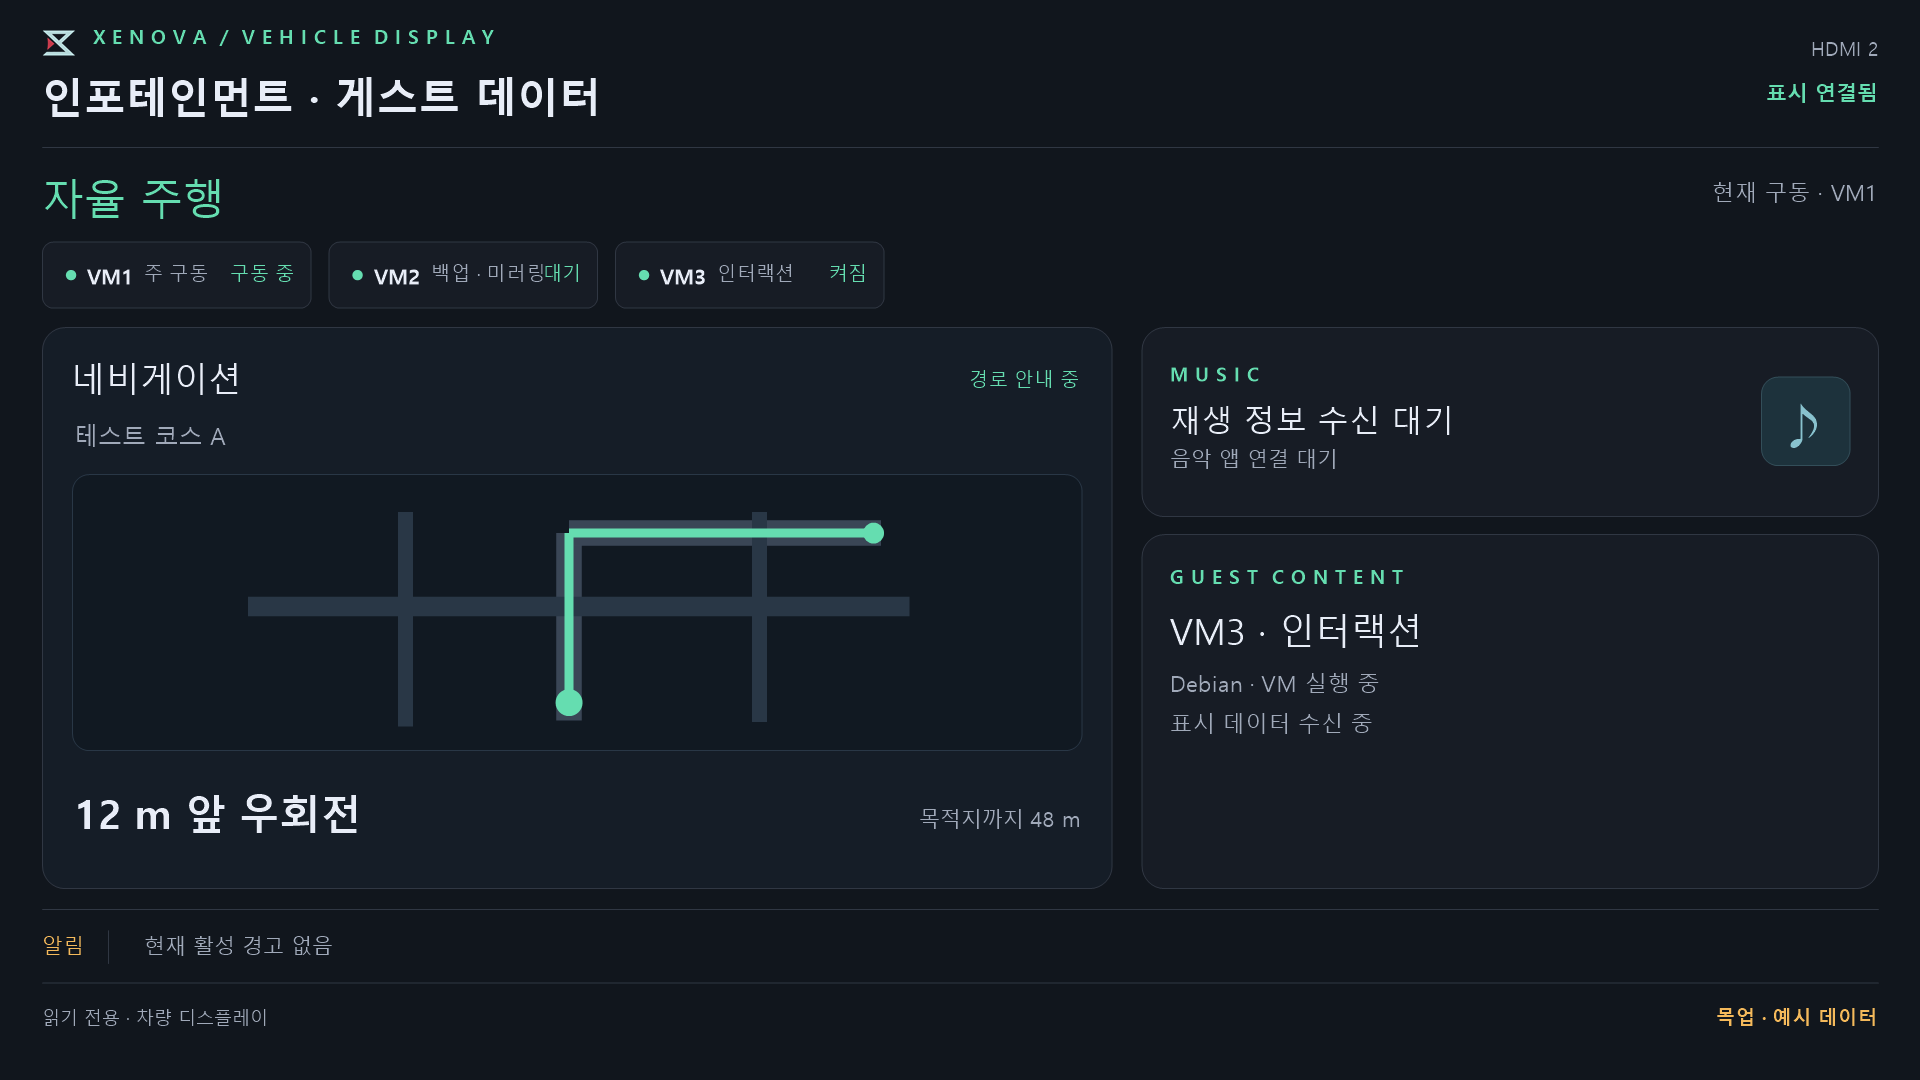 XENOVA / VEHICLE DISPLAY
인포테인먼트 · 게스트 데이터
HDMI 2
표시 연결됨
자율 주행
현재 구동 · VM1
VM1 주 구동 구동 중
VM2 백업 · 미러링 대기
VM3 인터랙션 켜짐
네비게이션
경로 안내 중
테스트 코스 A
12 m 앞 우회전
목적지까지 48 m
MUSIC
재생 정보 수신 대기
음악 앱 연결 대기
GUEST CONTENT
VM3 · 인터랙션
Debian · VM 실행 중
표시 데이터 수신 중
알림
현재 활성 경고 없음
읽기 전용 · 차량 디스플레이
목업 · 예시 데이터